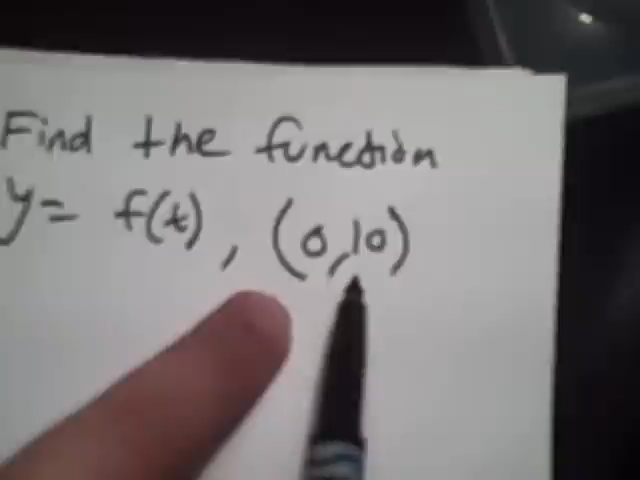 Find the function
y = f(t), (0,10)